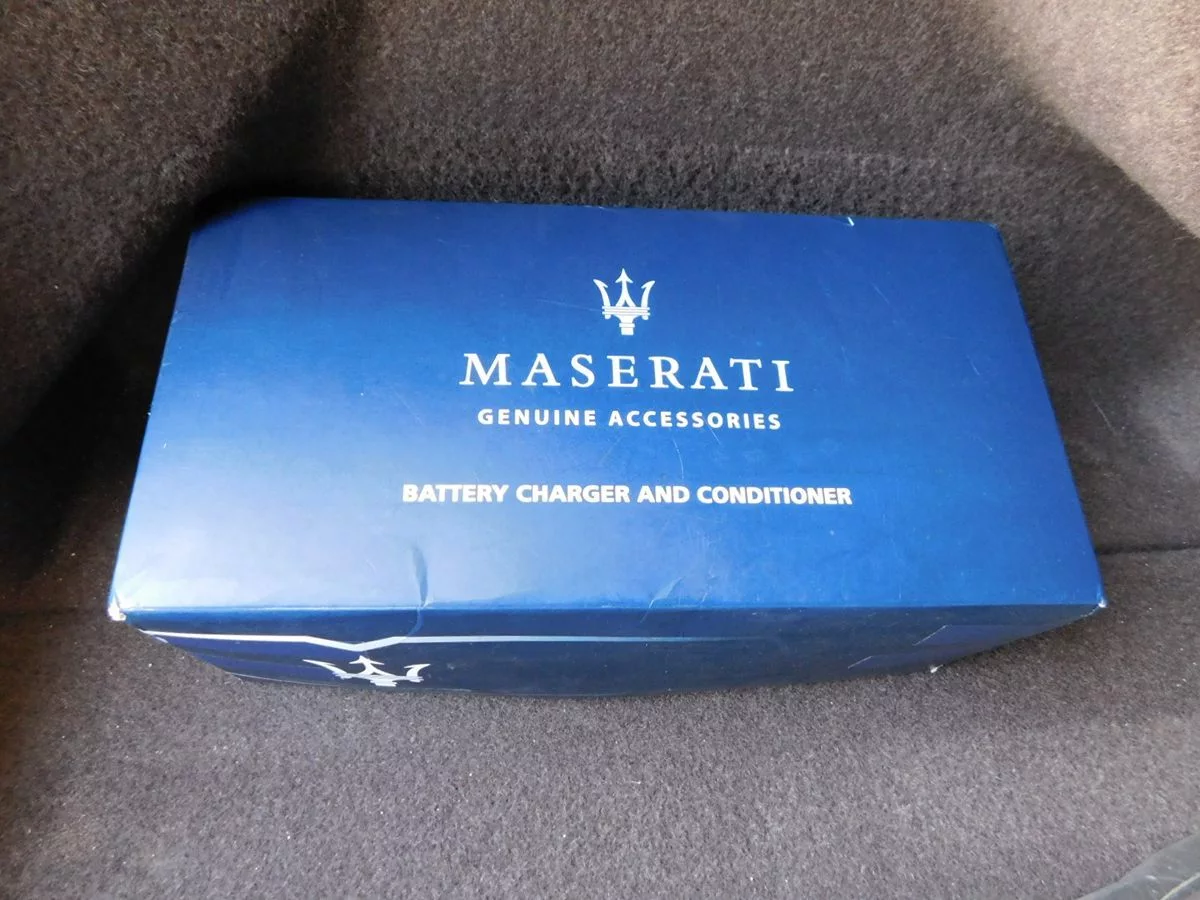 MASERATI
GENUINE ACCESSORIES
BATTERY CHARGER AND CONDITIONER